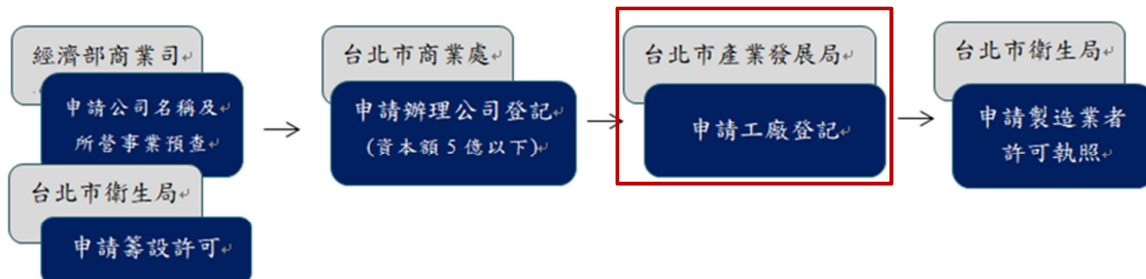 經濟部商業司
申請公司名稱及
所營事業預查
台北市衛生局
申請籌設許可
台北市商業處
申請辦理公司登記
(資本額 5 億以下)
台北市產業發展局
申請工廠登記
台北市衛生局
申請製造業者
許可執照